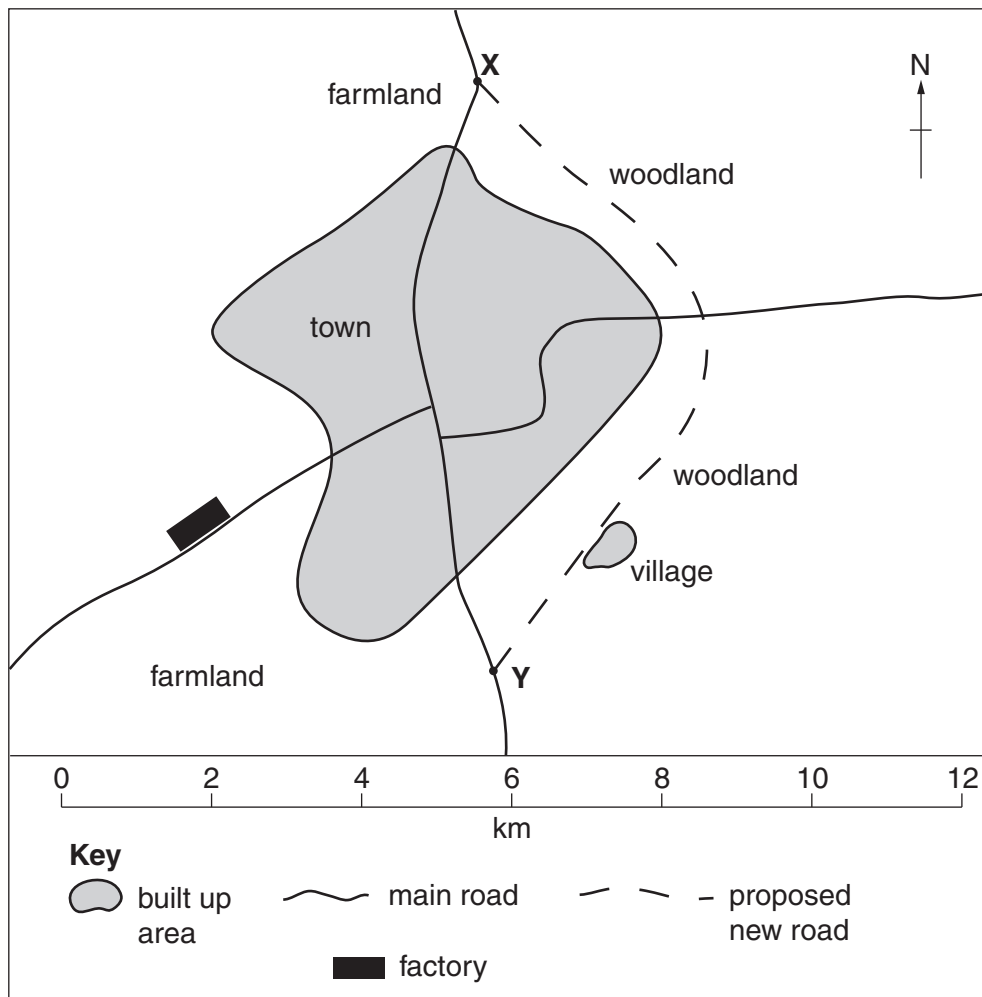 X
N
farmland
woodland
town
woodland
village
farmland
Y
0 2 4 6 8 10 12
km
Key
built up
area
main road
proposed
new road
factory